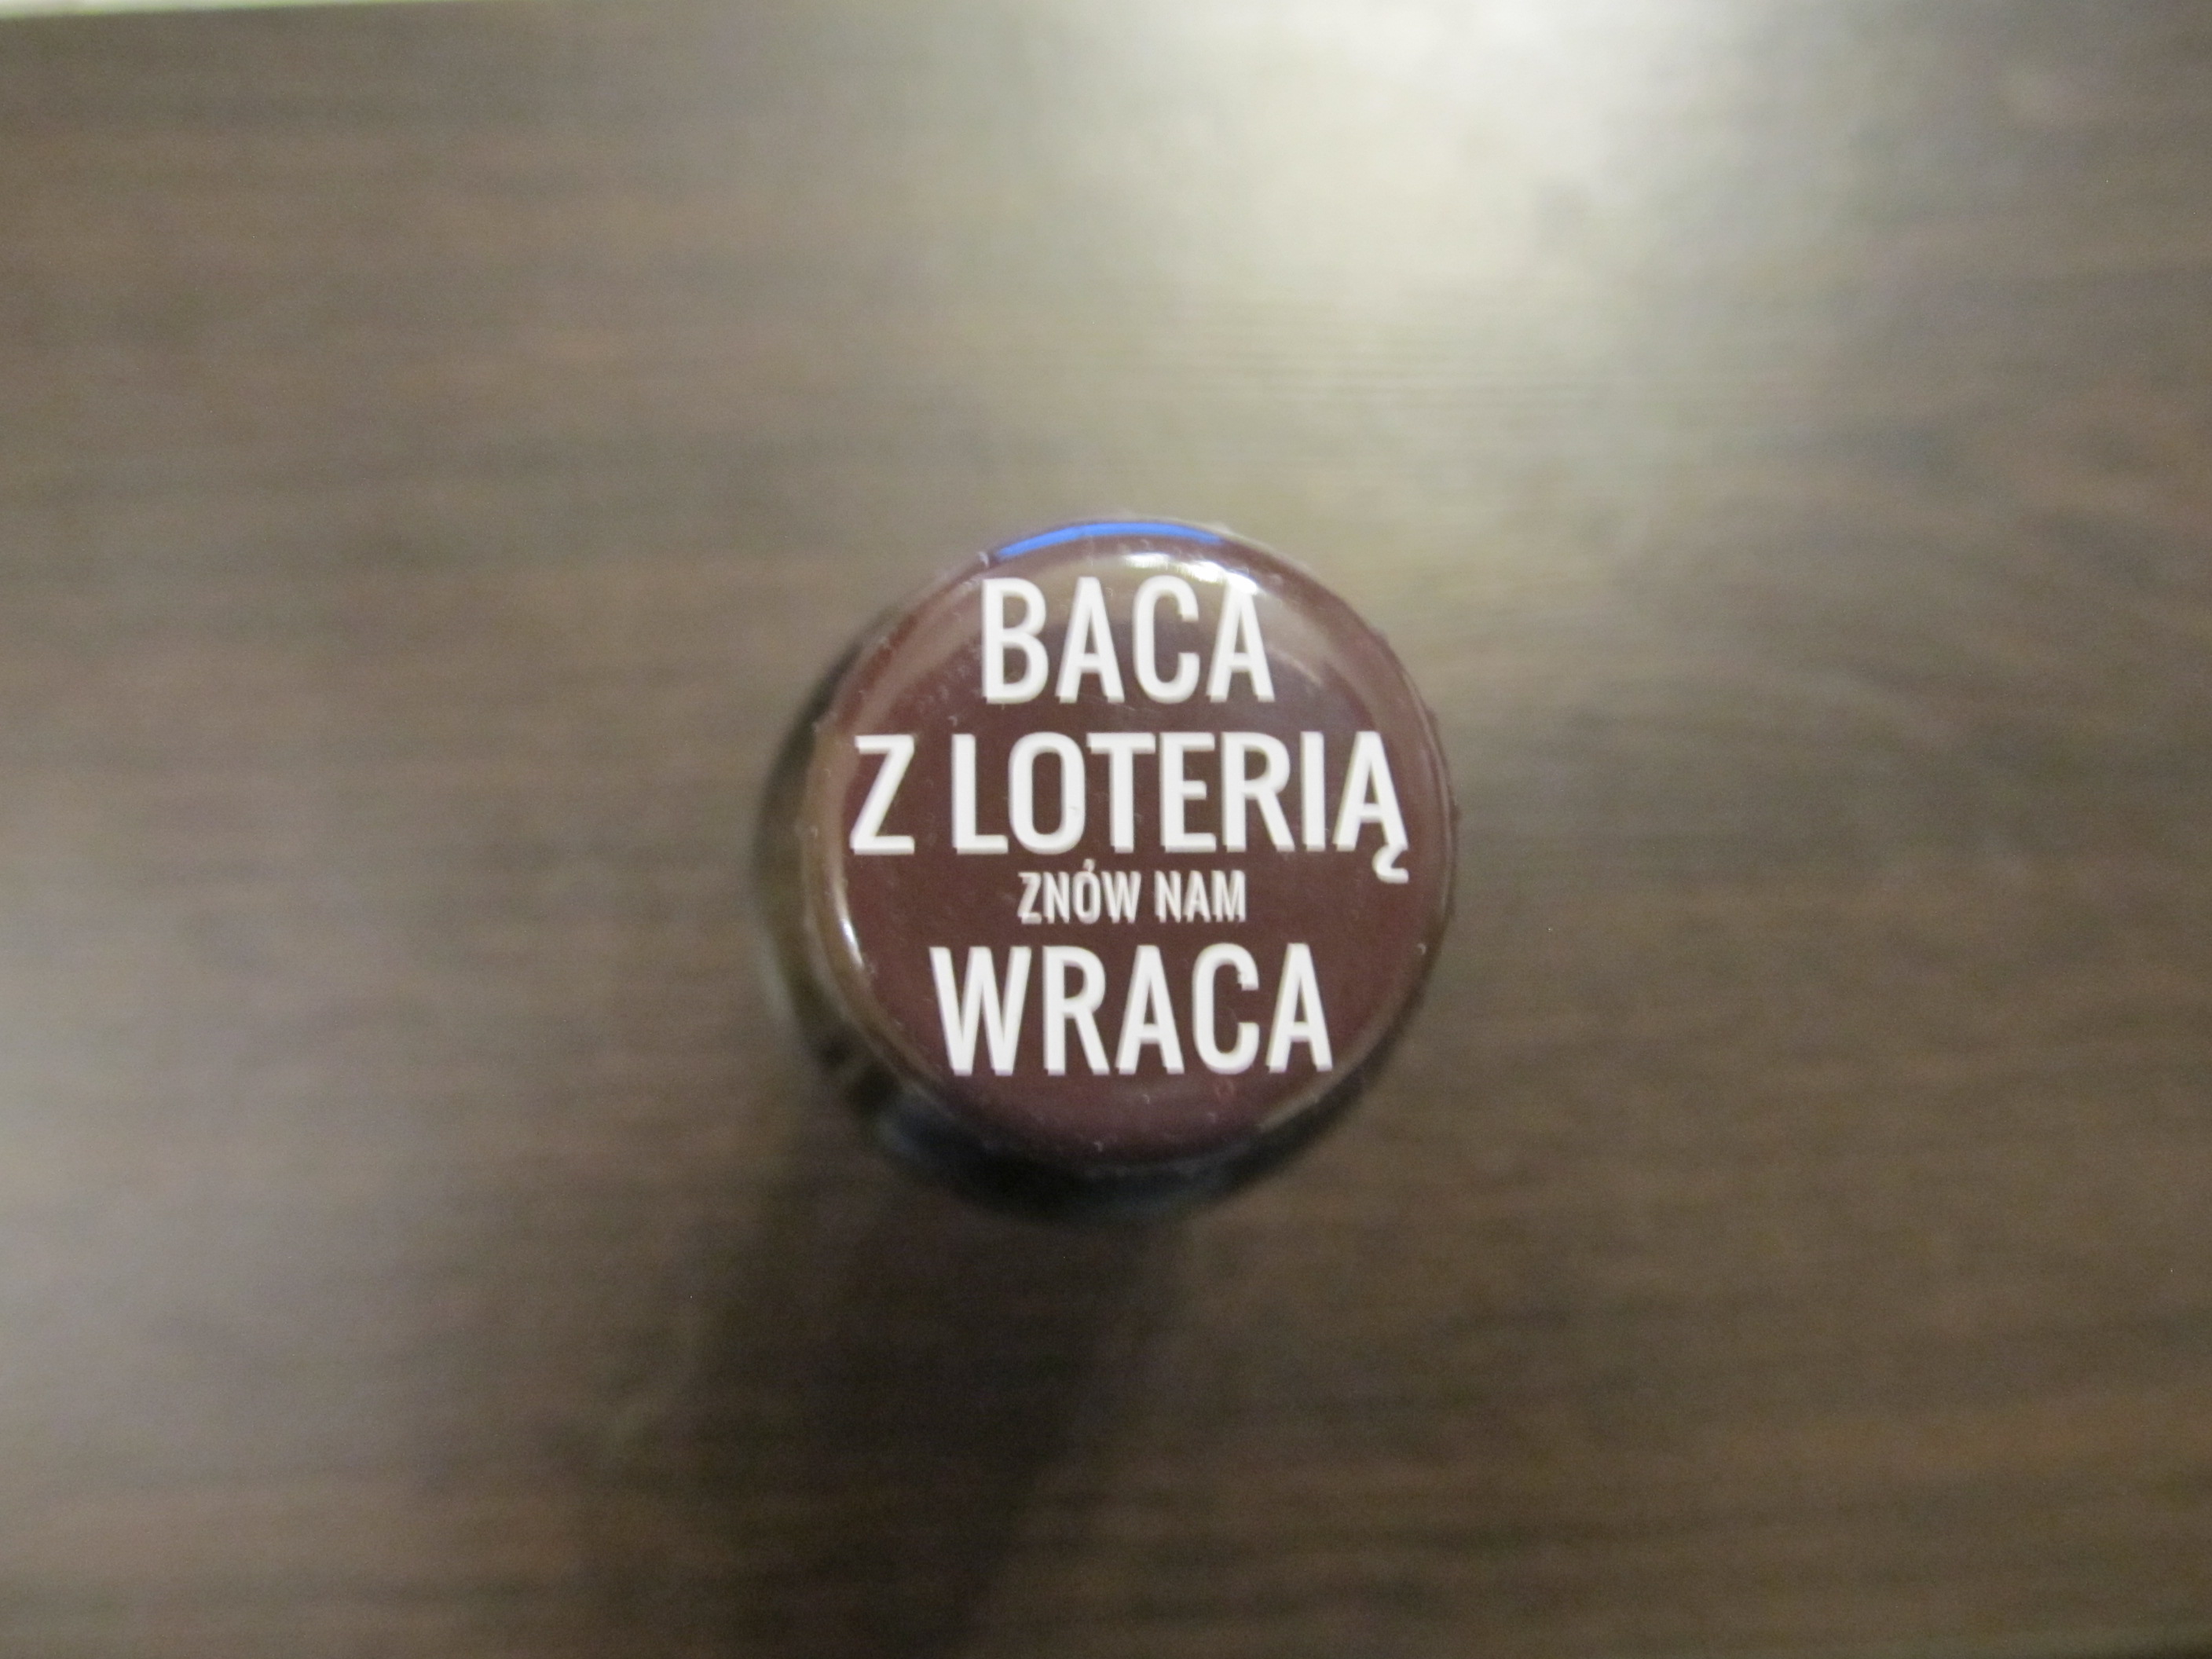 BACA
Z LOTERIĄ
ZNÓW NAM
WRACA